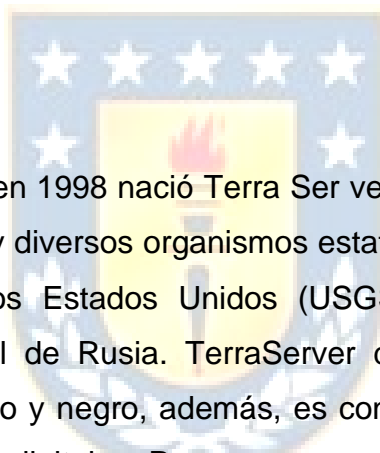 en 1998 nació Terra Ser ve
y diversos organismos esta
os Estados Unidos (USG
l de Rusia. TerraServer
o y negro, además, es co